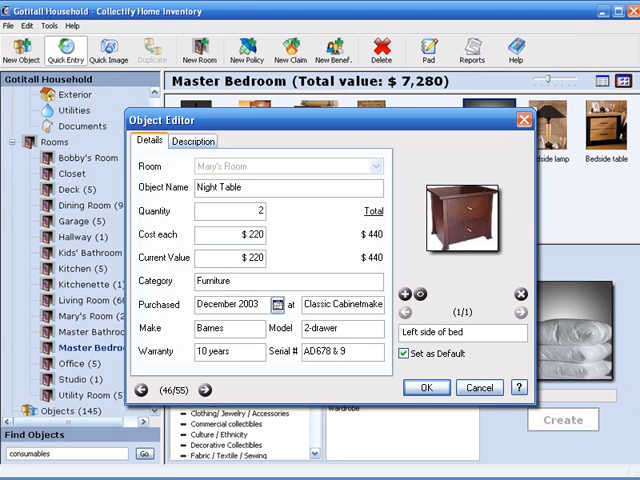 Gotitall Household - Collectify Home Inventory
File Edit Tools Help
New Object Quick Entry Quick Image Duplicate New Room New Policy New Claim New Benef. Delete Pad Reports Help
Gotitall Household
Master Bedroom (Total value: $ 7,280)
Exterior
Utilities
Documents
Rooms
Bobby's Room
Closet
Deck (5)
Dining Room (9
Garage (5)
Hallway (1)
Kids' Bathroom
Kitchen (5)
Kitchenette (1)
Living Room (6
Mary's Room (2
Master Bathro
Master Bedro
Office (5)
Studio (1)
Utility Room (5
Objects (145)
Find Objects
consumables Go
Object Editor
Details Description
Room Mary's Room
Object Name Night Table
Quantity 2 Total
Cost each $ 220 $ 440
Current Value $ 220 $ 440
Category Furniture
Purchased December 2003 at Classic Cabinetmake
Make Barnes Model 2-drawer
Warranty 10 years Serial # AD678 & 9
(1/1)
Left side of bed
Set as Default
(46/55) OK Cancel ?
dside lamp Bedside table
Create
Wardrobe
Clothing/ Jewelry / Accessories
Commercial collectibles
Culture / Ethnicity
Decorative Collectibles
Fabric / Textile / Sewing